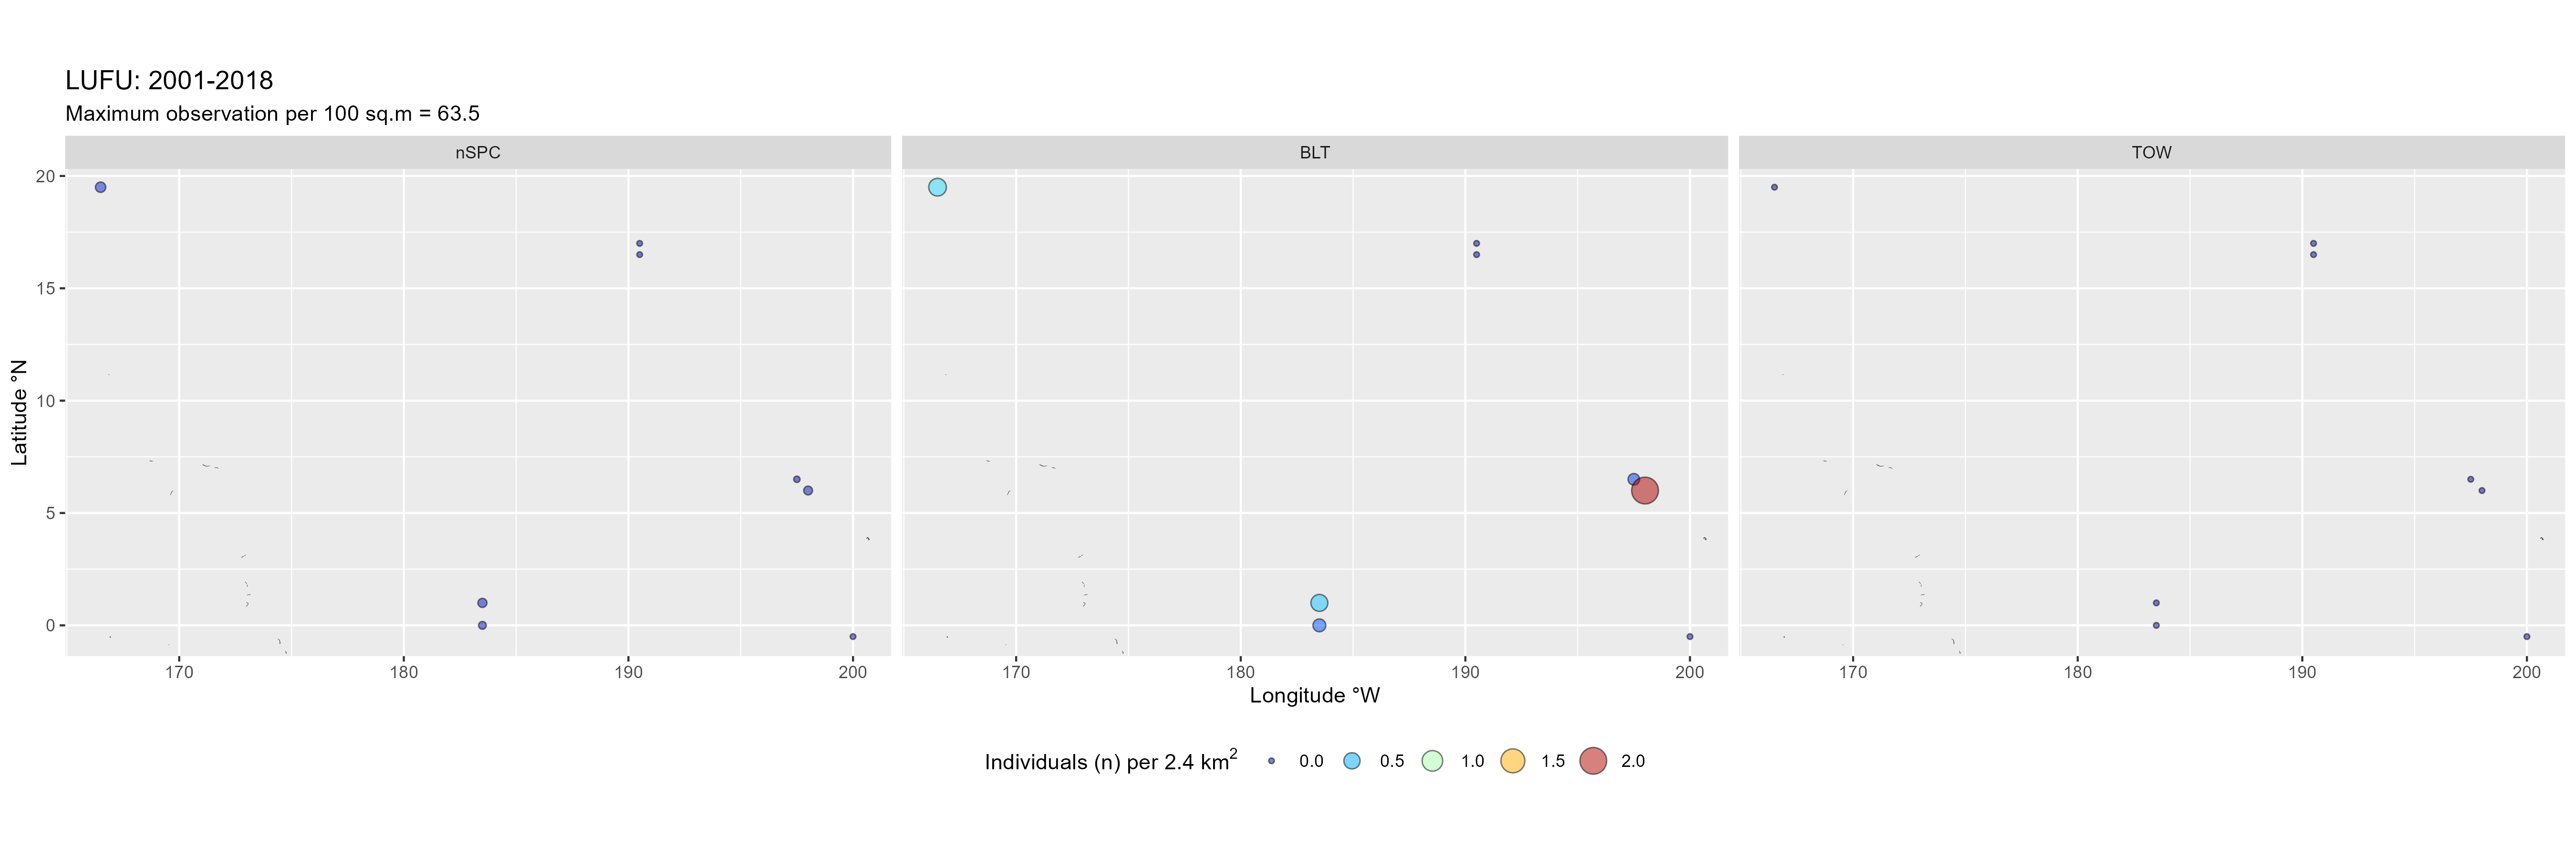 LUFU: 2001-2018
Maximum observation per 100 sq.m = 63.5
nSPC BLT TOW
Latitude °N
20
15
10
5
0
170 180 190 200 170 180 190 200 170 180 190 200
Longitude °W
Individuals (n) per 2.4 km² 0.0 0.5 1.0 1.5 2.0